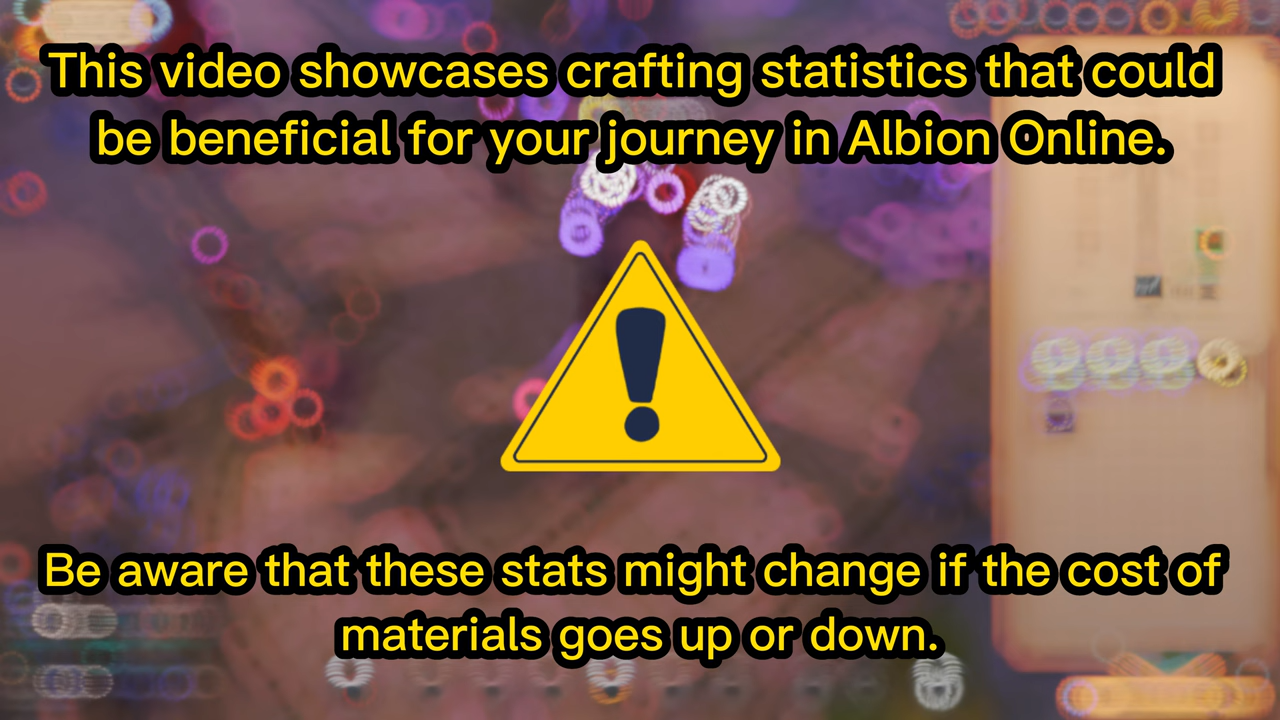 This video showcases crafting statistics that could
be beneficial for your journey in Albion Online.
Be aware that these stats might change if the cost of
materials goes up or down.